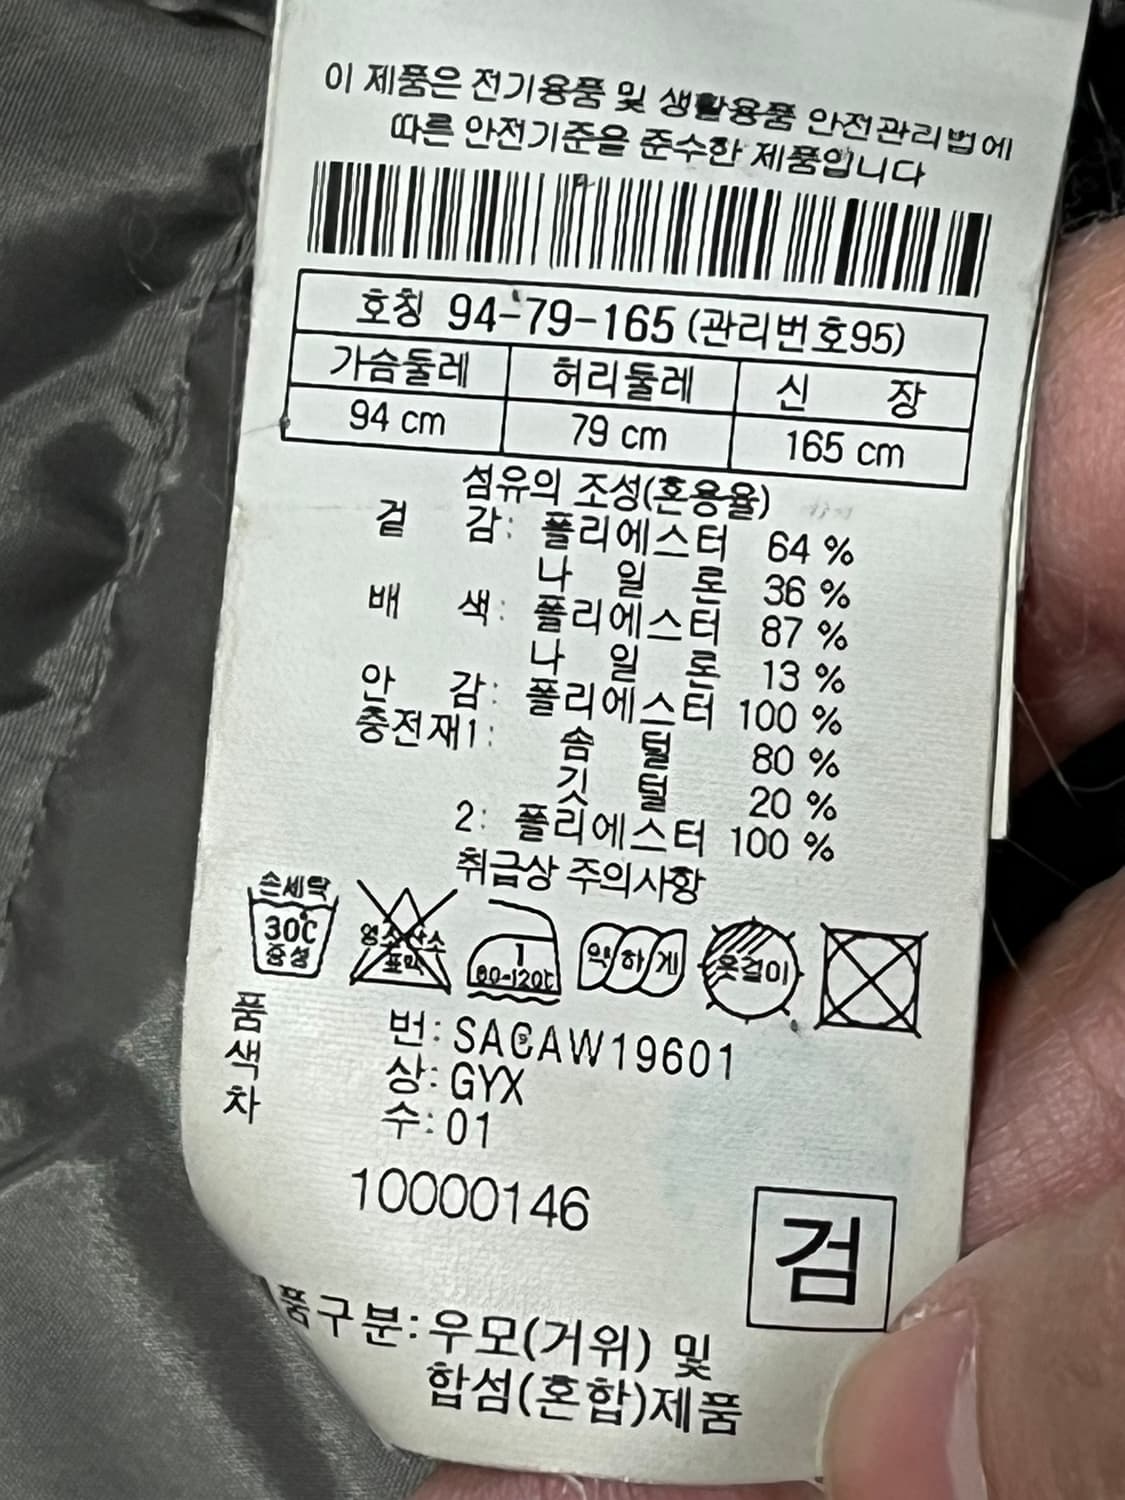 이 제품은 전기용품 및 생활용품 안전관리법에
따른 안전기준을 준수한 제품입니다
호칭 94-79-165 (관리번호95)
가슴둘레 허리둘레 신 장
94 cm 79 cm 165 cm
섬유의 조성(혼용율)
겉 감: 폴리에스터 64 %
나 일 론 36 %
배 색: 폴리에스터 87 %
나 일 론 13 %
안 감: 폴리에스터 100 %
충전재1: 솜 털 80 %
깃 털 20 %
2: 폴리에스터 100 %
취급상 주의사항
손세탁 30℃ 중성
염소 산소 표백
1 80-120℃
약하게
옷걸이
품 번: SACAW19601
색 상: GYX
차 수: 01
10000146
검
품구분: 우모(거위) 및
합섬(혼합)제품